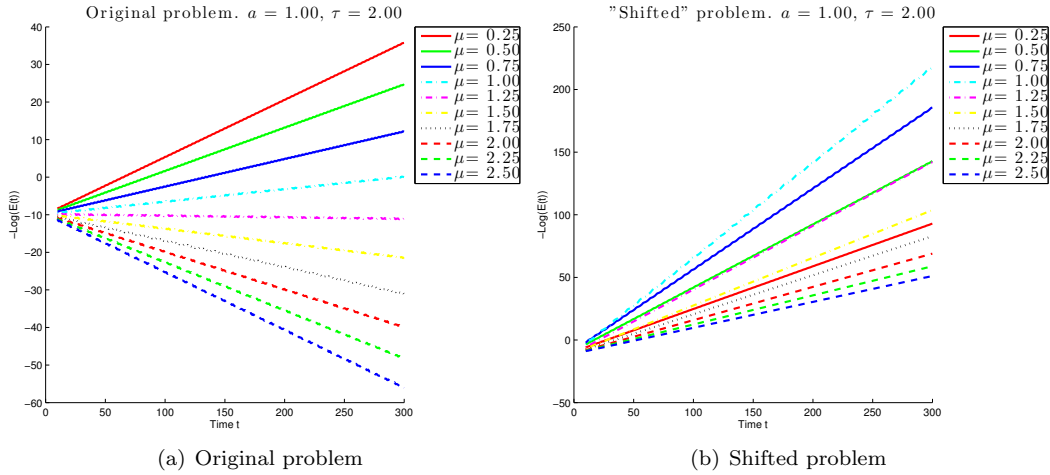 Original problem. a = 1.00, τ = 2.00
40
30
20
10
0
−10
−20
−30
−40
−50
−60
−Log(E(t))
0 50 100 150 200 250 300
Time t
μ= 0.25
μ= 0.50
μ= 0.75
μ= 1.00
μ= 1.25
μ= 1.50
μ= 1.75
μ= 2.00
μ= 2.25
μ= 2.50
(a) Original problem
"Shifted" problem. a = 1.00, τ = 2.00
250
200
150
100
50
0
−50
−Log(E(t))
0 50 100 150 200 250 300
Time t
μ= 0.25
μ= 0.50
μ= 0.75
μ= 1.00
μ= 1.25
μ= 1.50
μ= 1.75
μ= 2.00
μ= 2.25
μ= 2.50
(b) Shifted problem